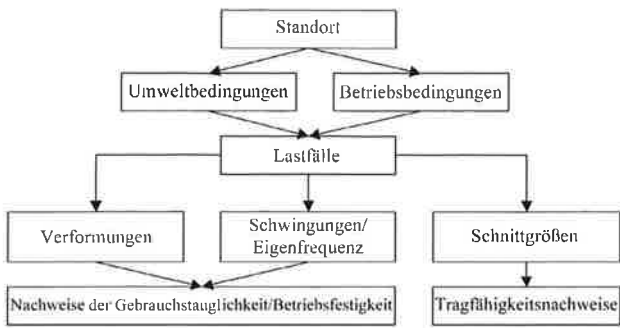 Standort
Umweltbedingungen
Betriebsbedingungen
Lastfälle
Verformungen
Schwingungen/
Eigenfrequenz
Schnittgrößen
Nachweise der Gebrauchstauglichkeit/Betriebsfestigkeit
Tragfähigkeitsnachweise